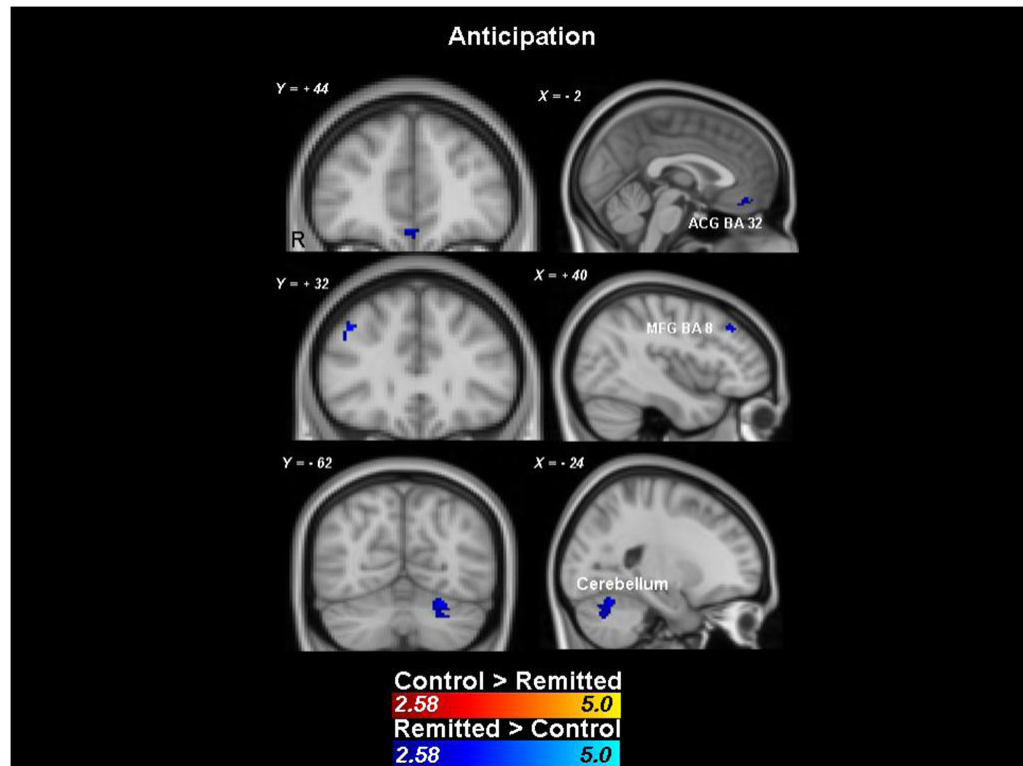 Anticipation
Y = + 44
X = - 2
R
ACG BA 32
Y = + 32
X = + 40
MFG BA 8
Y = - 62
X = - 24
Cerebellum
Control > Remitted
2.58 5.0
Remitted > Control
2.58 5.0